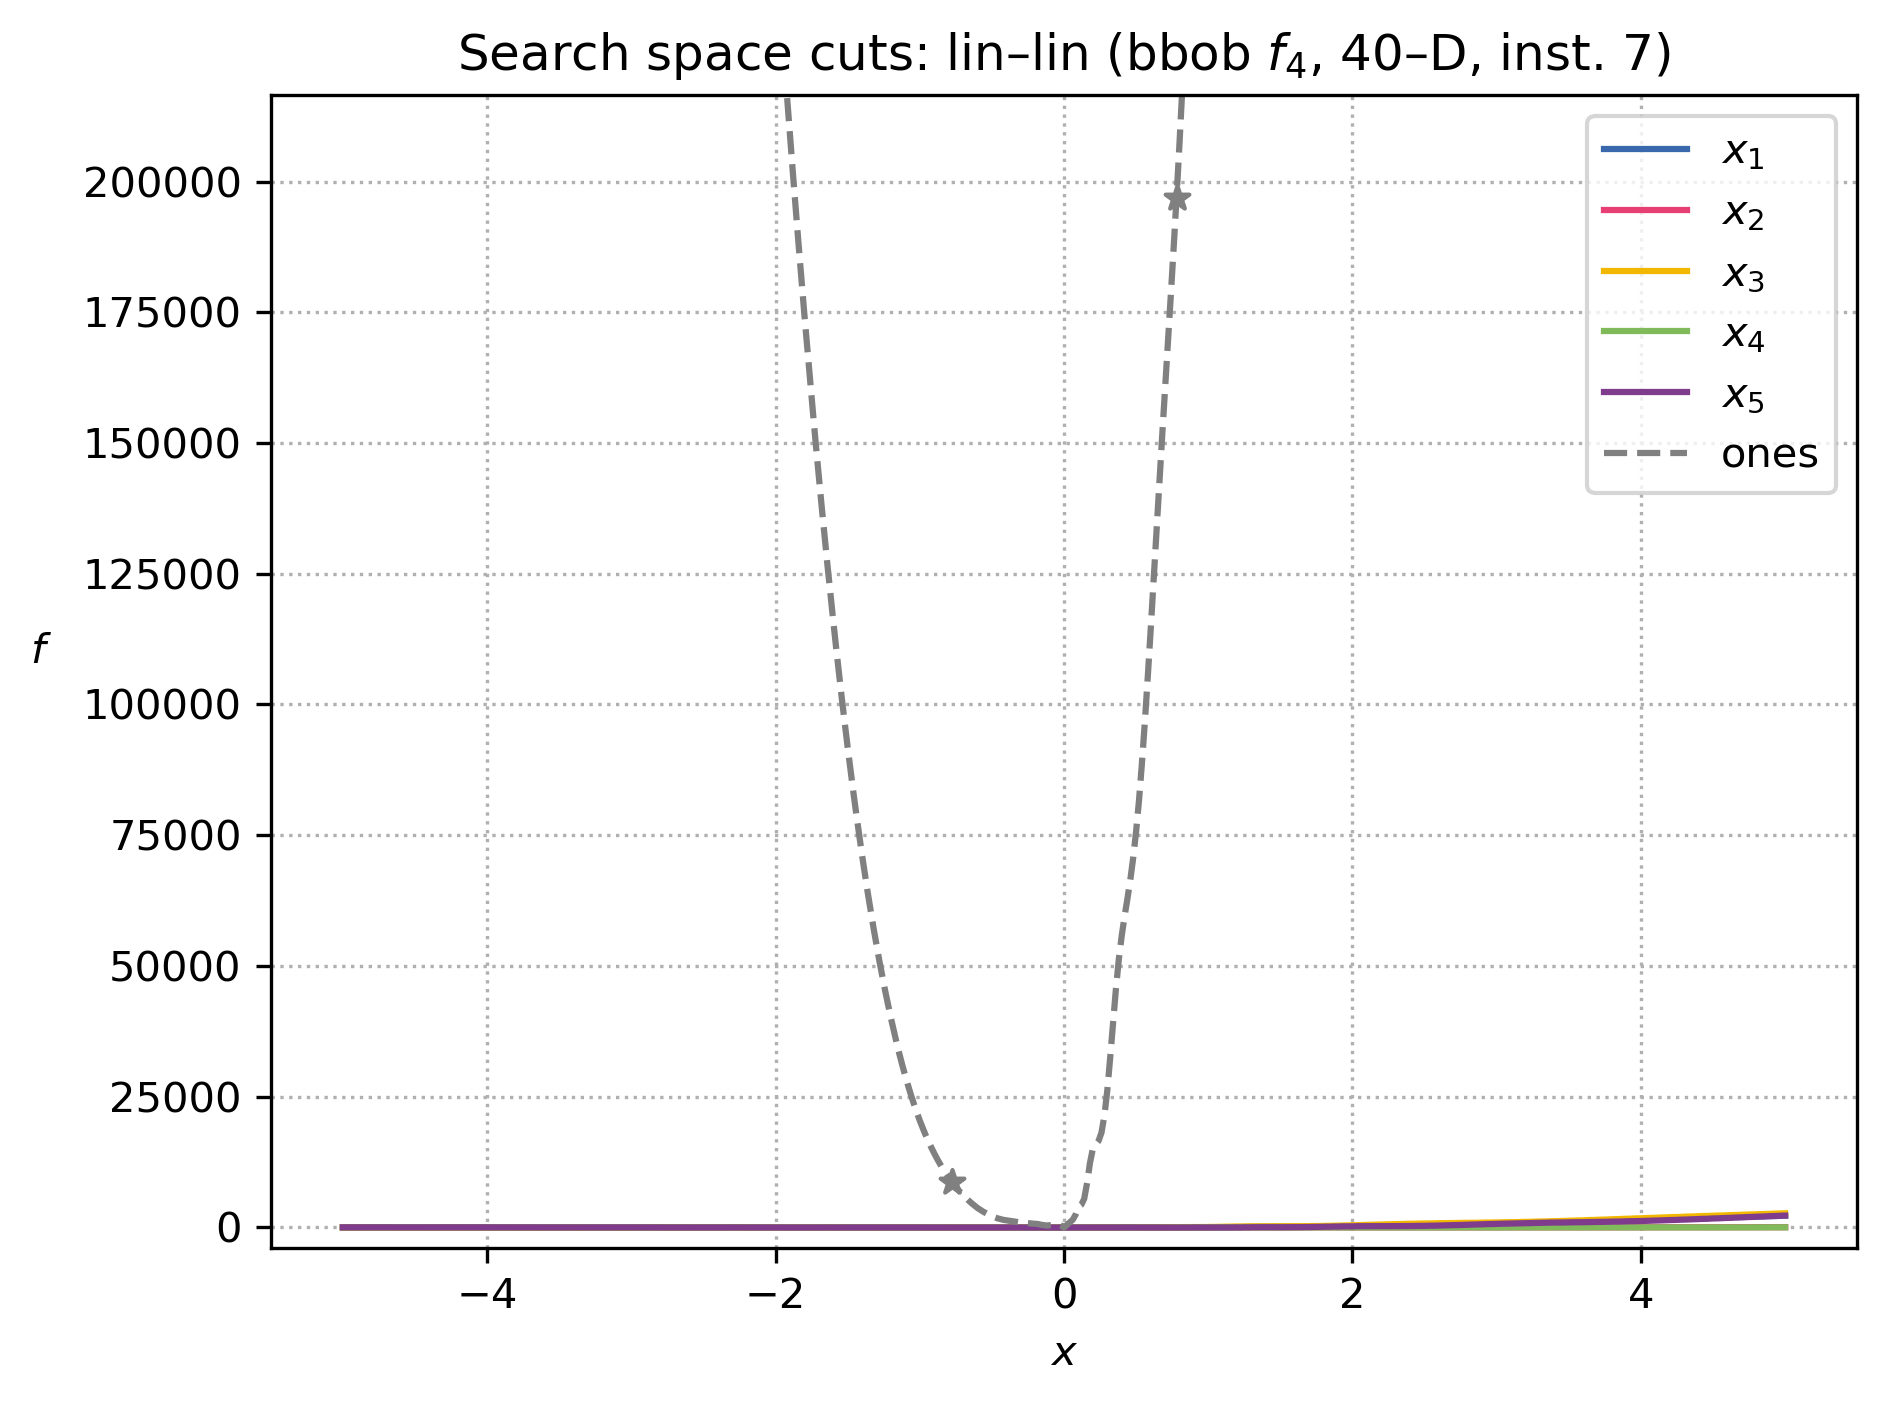 Search space cuts: lin–lin (bbob f₄, 40–D, inst. 7)
200000
175000
150000
125000
100000
75000
50000
25000
0
f
−4
−2
0
2
4
x
x₁
x₂
x₃
x₄
x₅
ones